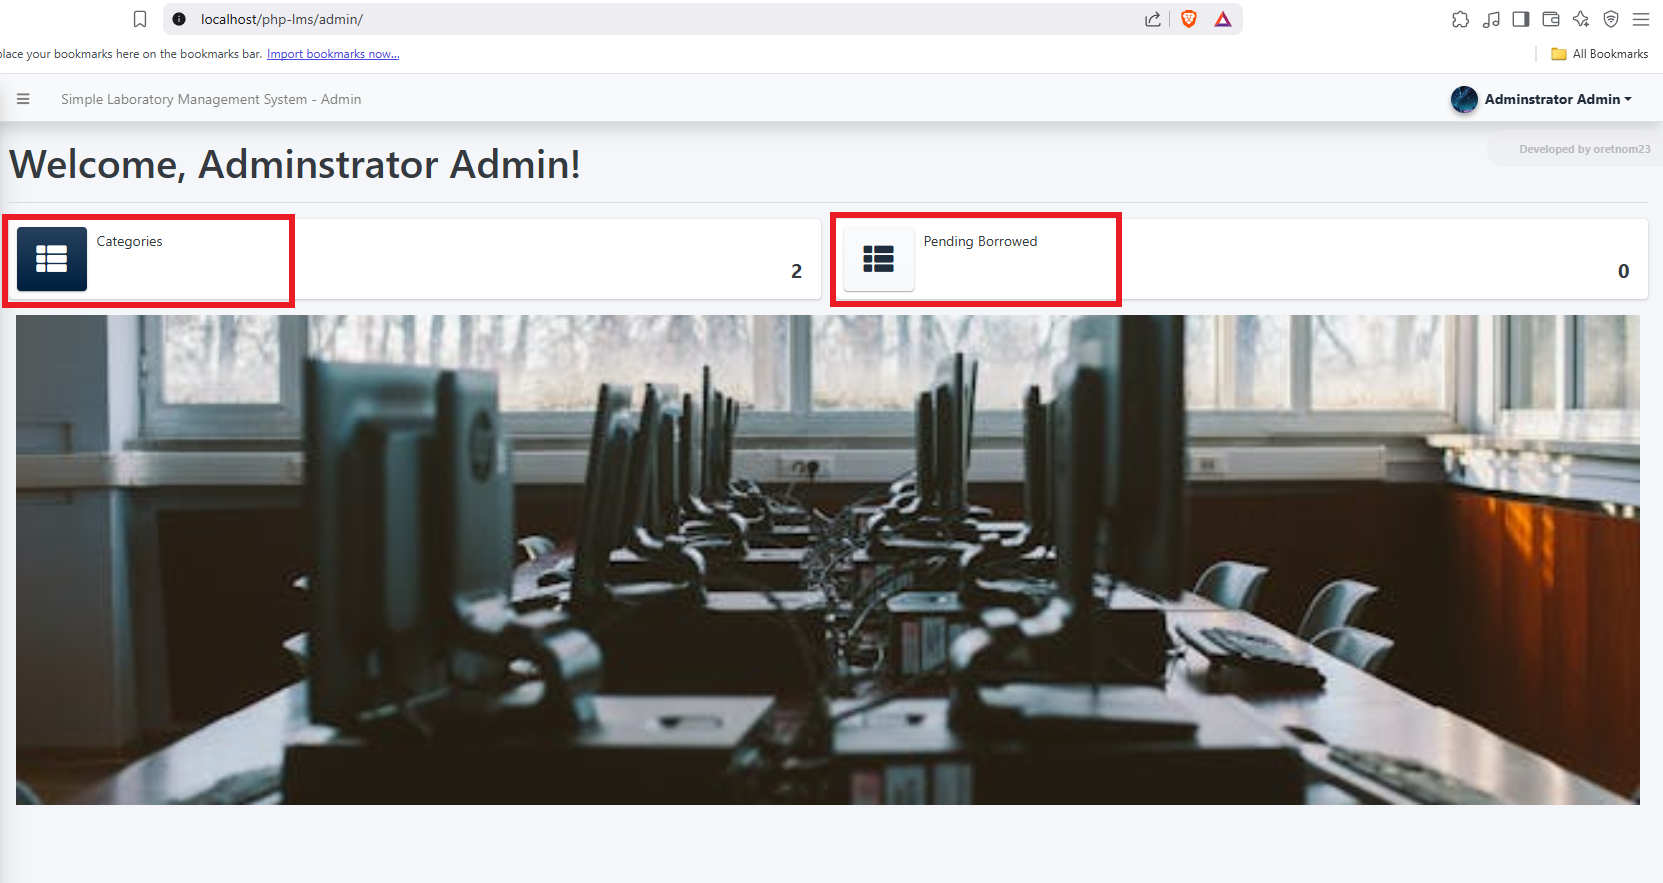 localhost/php-lms/admin/
place your bookmarks here on the bookmarks bar. Import bookmarks now...
All Bookmarks
Simple Laboratory Management System - Admin
Adminstrator Admin
Welcome, Adminstrator Admin!
Developed by oretnom23
Categories
2
Pending Borrowed
0